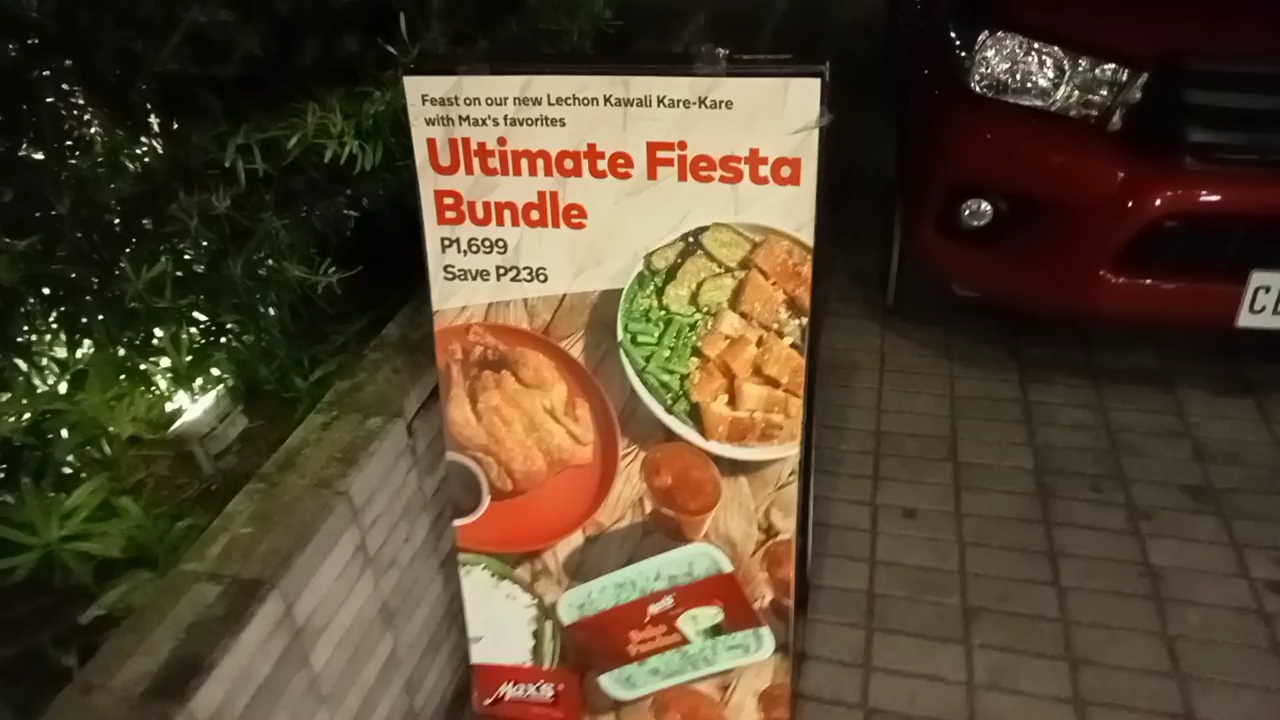 Feast on our new Lechon Kawali Kare-Kare
with Max's favorites
Ultimate Fiesta
Bundle
P1,699
Save P236
Max's
Max's